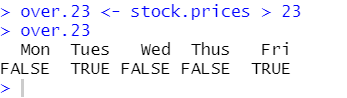 > over.23 <- stock.prices > 23
> over.23
  Mon  Tues   Wed  Thus   Fri
FALSE  TRUE FALSE FALSE  TRUE
>